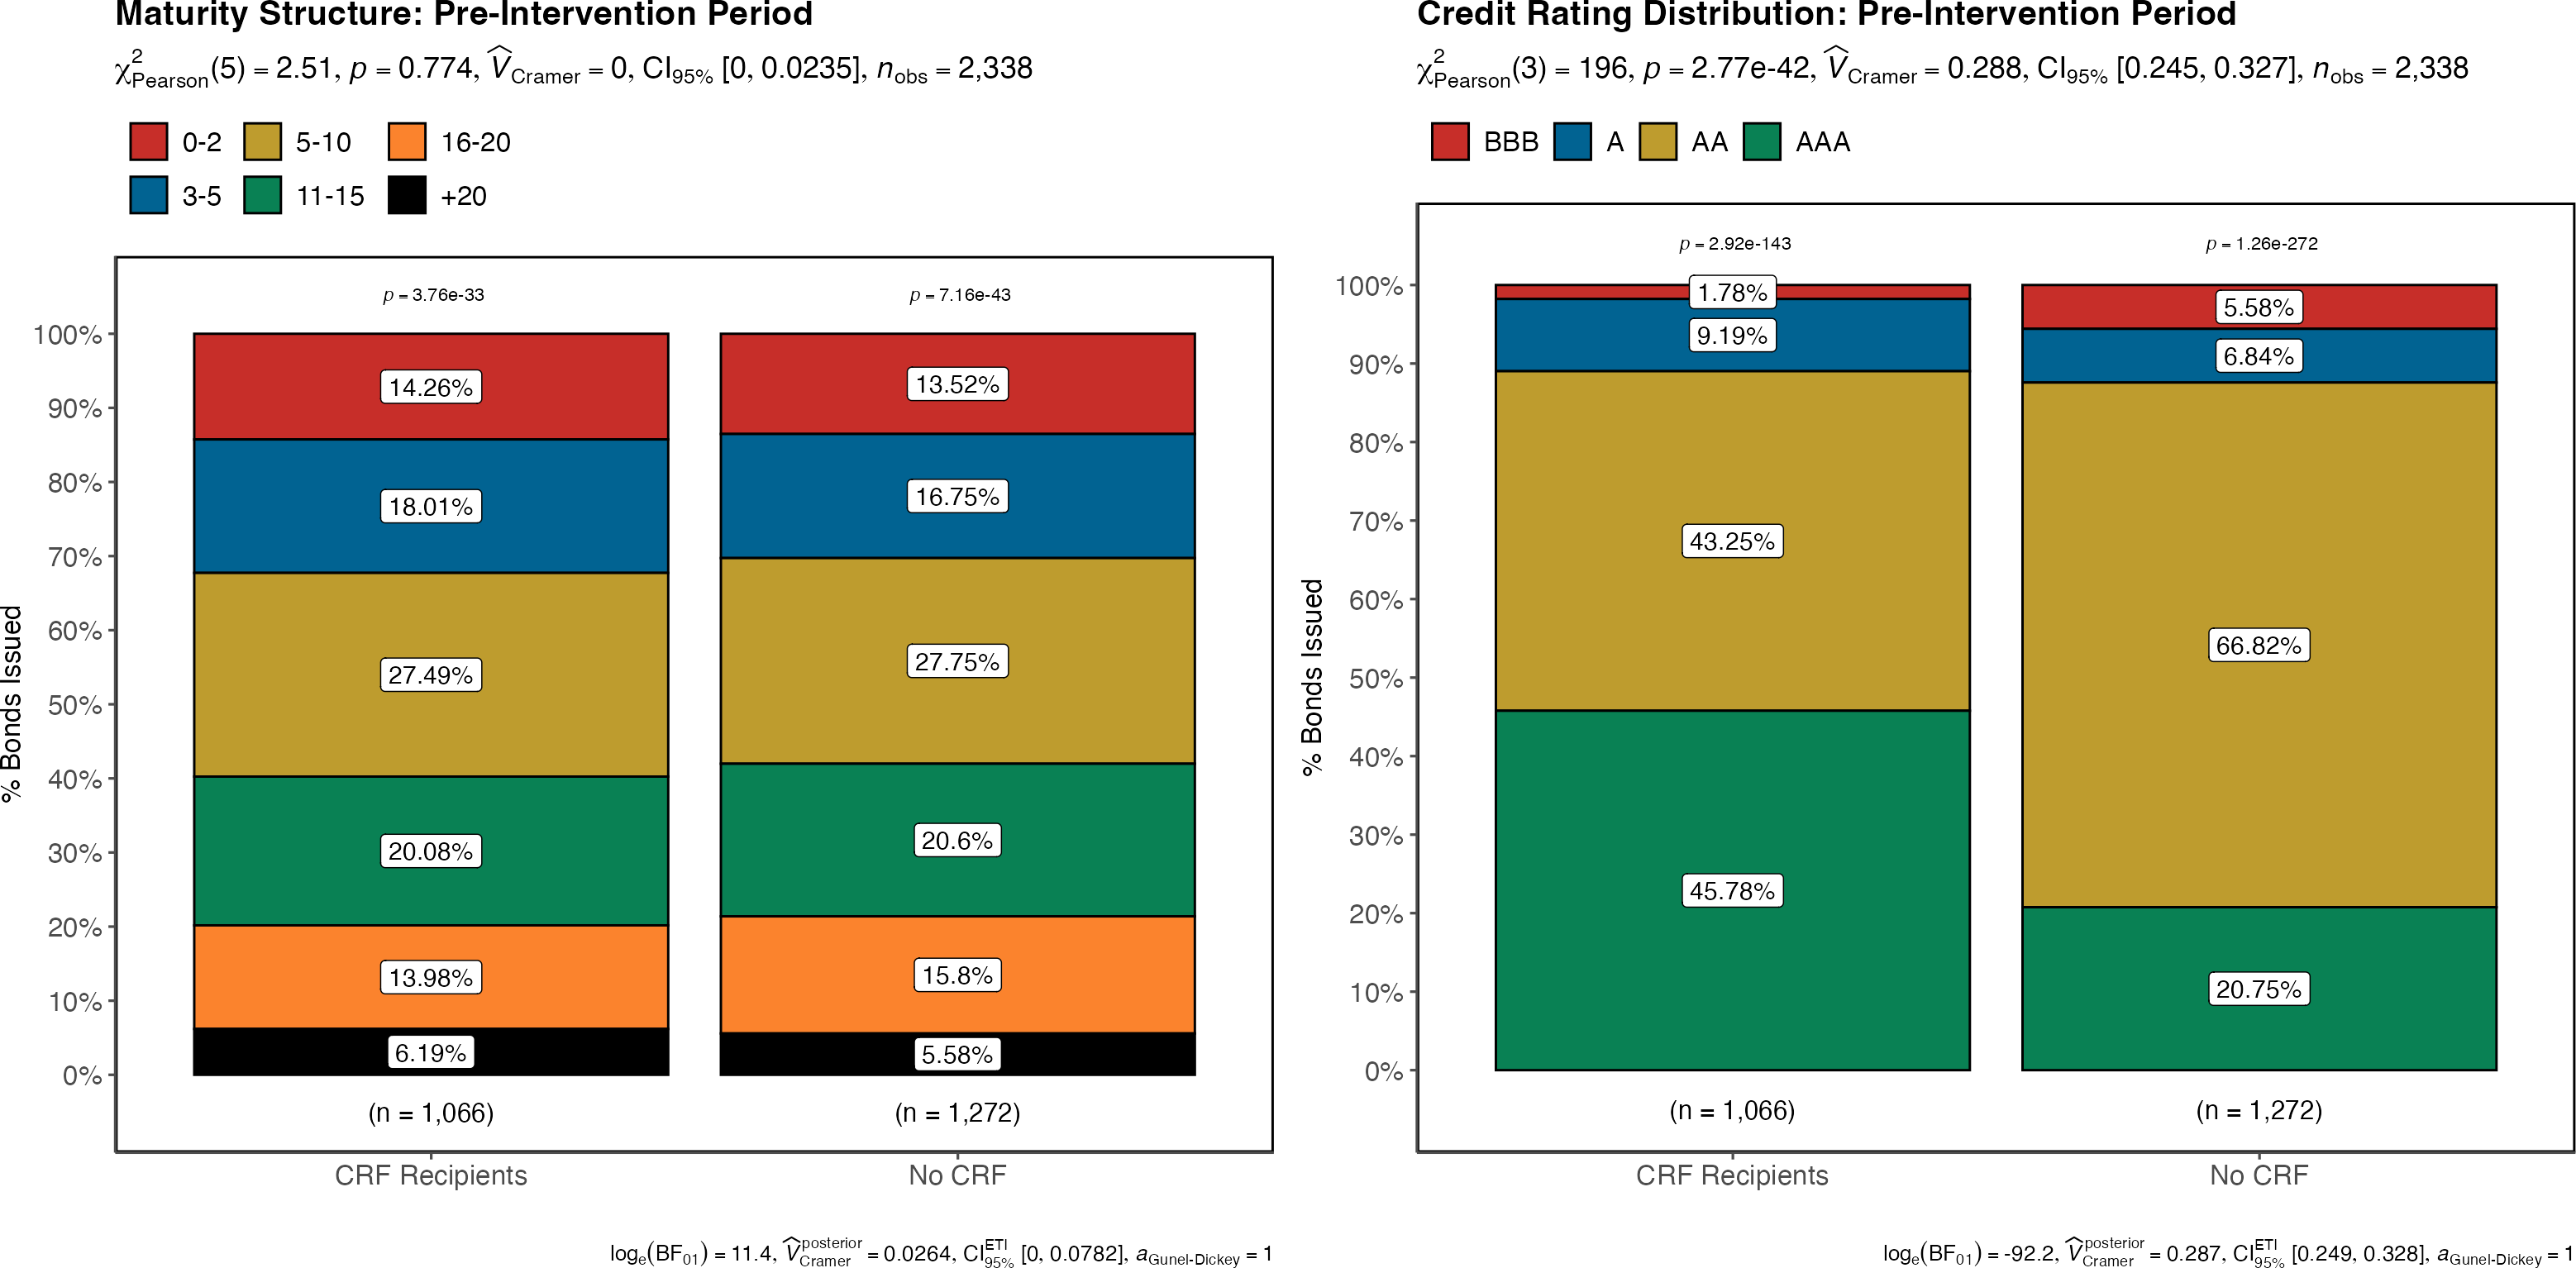 Maturity Structure: Pre-Intervention Period
χ²Pearson(5) = 2.51, p = 0.774, V̂Cramer = 0, CI95% [0, 0.0235], nobs = 2,338
0-2 5-10 16-20
3-5 11-15 +20
p = 3.76e-33 p = 7.16e-43
100%
90%
80%
70%
60%
50%
40%
30%
20%
10%
0%
% Bonds Issued
14.26%
18.01%
27.49%
20.08%
13.98%
6.19%
(n = 1,066)
CRF Recipients
13.52%
16.75%
27.75%
20.6%
15.8%
5.58%
(n = 1,272)
No CRF
loge(BF01) = 11.4, V̂Cramer posterior = 0.0264, CI95% ETI [0, 0.0782], aGunel-Dickey = 1
Credit Rating Distribution: Pre-Intervention Period
χ²Pearson(3) = 196, p = 2.77e-42, V̂Cramer = 0.288, CI95% [0.245, 0.327], nobs = 2,338
BBB A AA AAA
p = 2.92e-143 p = 1.26e-272
100%
90%
80%
70%
60%
50%
40%
30%
20%
10%
0%
% Bonds Issued
1.78%
9.19%
43.25%
45.78%
(n = 1,066)
CRF Recipients
5.58%
6.84%
66.82%
20.75%
(n = 1,272)
No CRF
loge(BF01) = -92.2, V̂Cramer posterior = 0.287, CI95% ETI [0.249, 0.328], aGunel-Dickey = 1